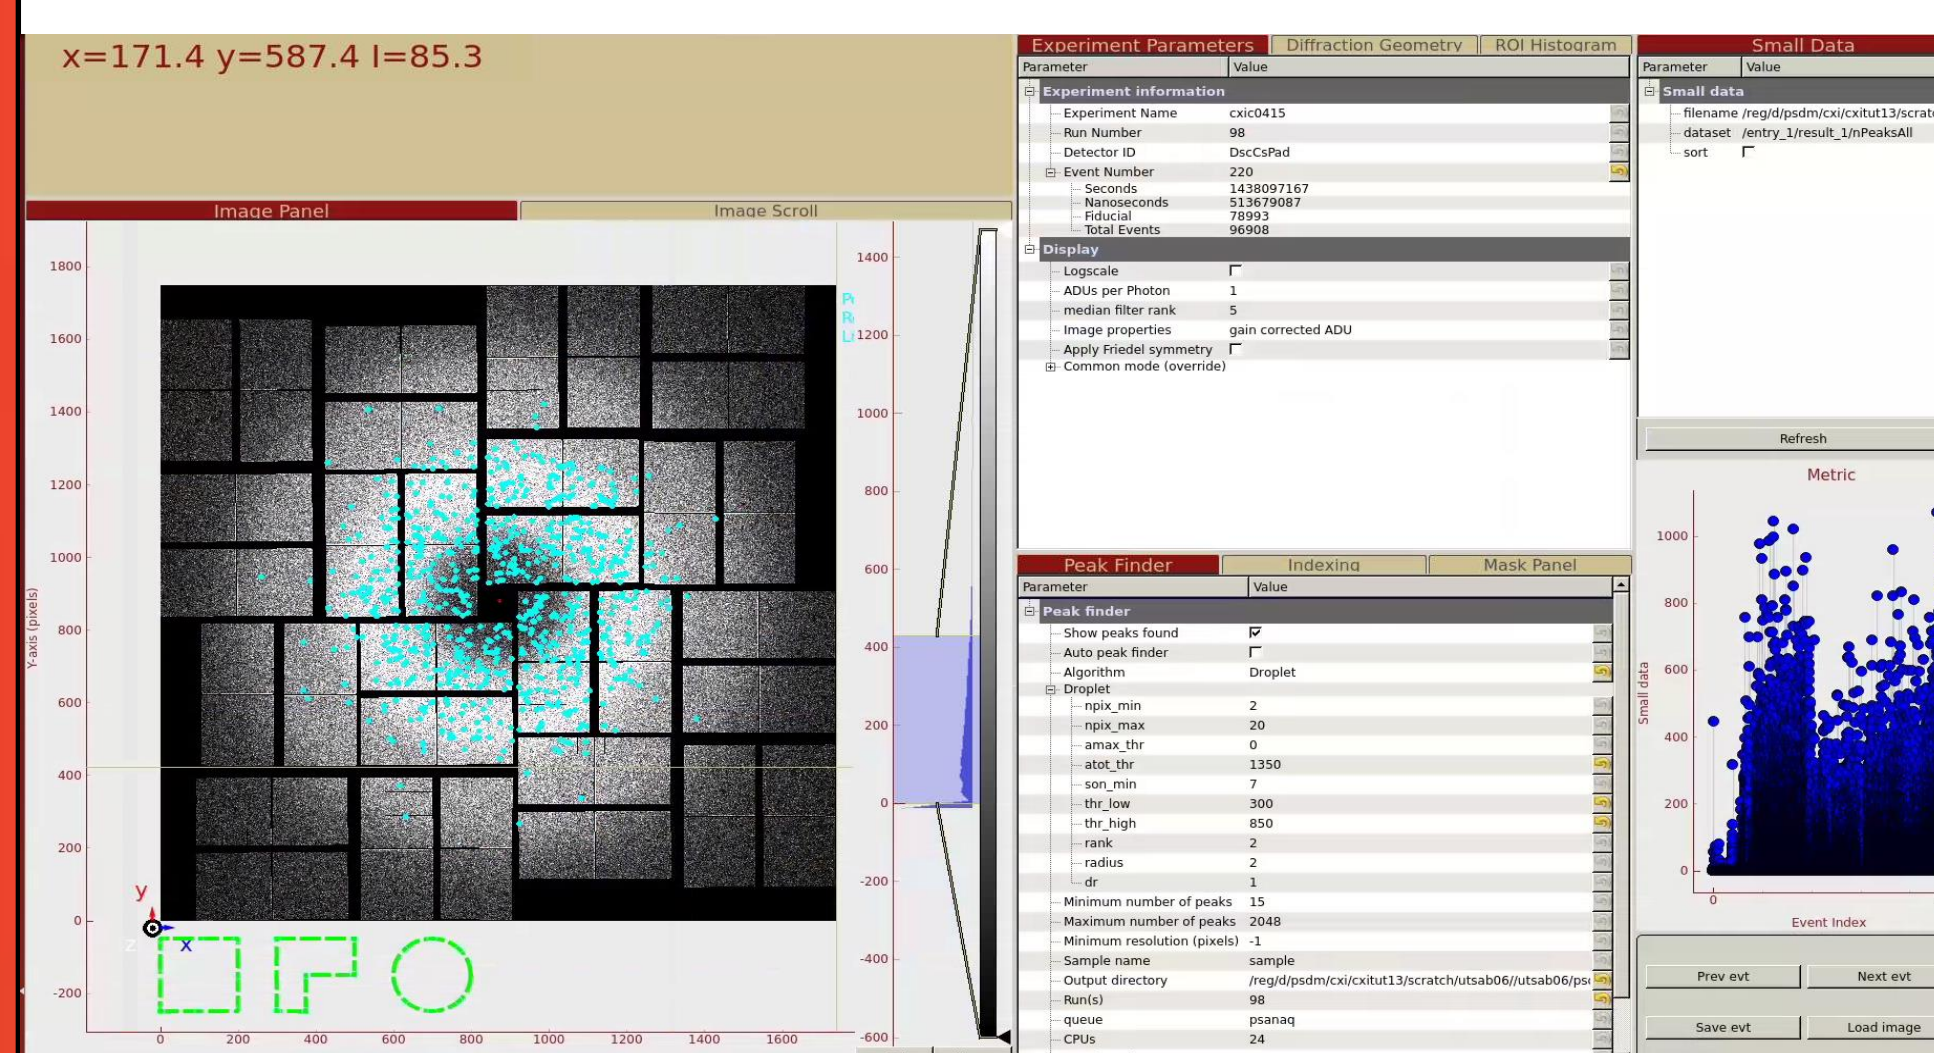 x=171.4 y=587.4 I=85.3
Image Panel
Image Scroll
1800
1600
1400
1200
1000
800
600
400
200
0
-200
Y-axis (pixels)
0
200
400
600
800
1000
1200
1400
1600
y
x
z
1400
1200
1000
800
600
400
200
0
-200
-400
-600
Experiment Parameters
Diffraction Geometry
ROI Histogram
Parameter Value
Experiment information
Experiment Name cxic0415
Run Number 98
Detector ID DscCsPad
Event Number 220
Seconds 1438097167
Nanoseconds 513679087
Fiducial 78993
Total Events 96908
Display
Logscale
ADUs per Photon 1
median filter rank 5
Image properties gain corrected ADU
Apply Friedel symmetry
Common mode (override)
Peak Finder
Indexing
Mask Panel
Parameter Value
Peak finder
Show peaks found
Auto peak finder
Algorithm Droplet
Droplet
npix_min 2
npix_max 20
amax_thr 0
atot_thr 1350
son_min 7
thr_low 300
thr_high 850
rank 2
radius 2
dr 1
Minimum number of peaks 15
Maximum number of peaks 2048
Minimum resolution (pixels) -1
Sample name sample
Output directory /reg/d/psdm/cxi/cxitut13/scratch/utsab06//utsab06/ps
Run(s) 98
queue psanaq
CPUs 24
Small Data
Parameter Value
Small data
filename /reg/d/psdm/cxi/cxitut13/scrat
dataset /entry_1/result_1/nPeaksAll
sort
Refresh
Metric
1000
800
600
400
200
0
Small data
0
Event Index
Prev evt
Next evt
Save evt
Load image